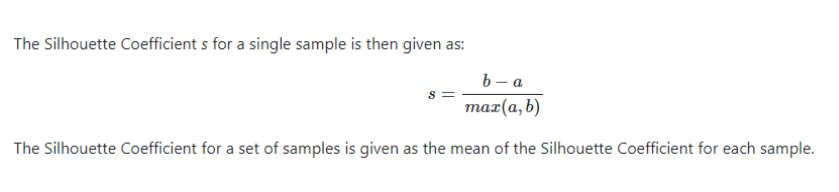 The Silhouette Coefficient s for a single sample is then given as:
s = \frac{b - a}{max(a, b)}
The Silhouette Coefficient for a set of samples is given as the mean of the Silhouette Coefficient for each sample.